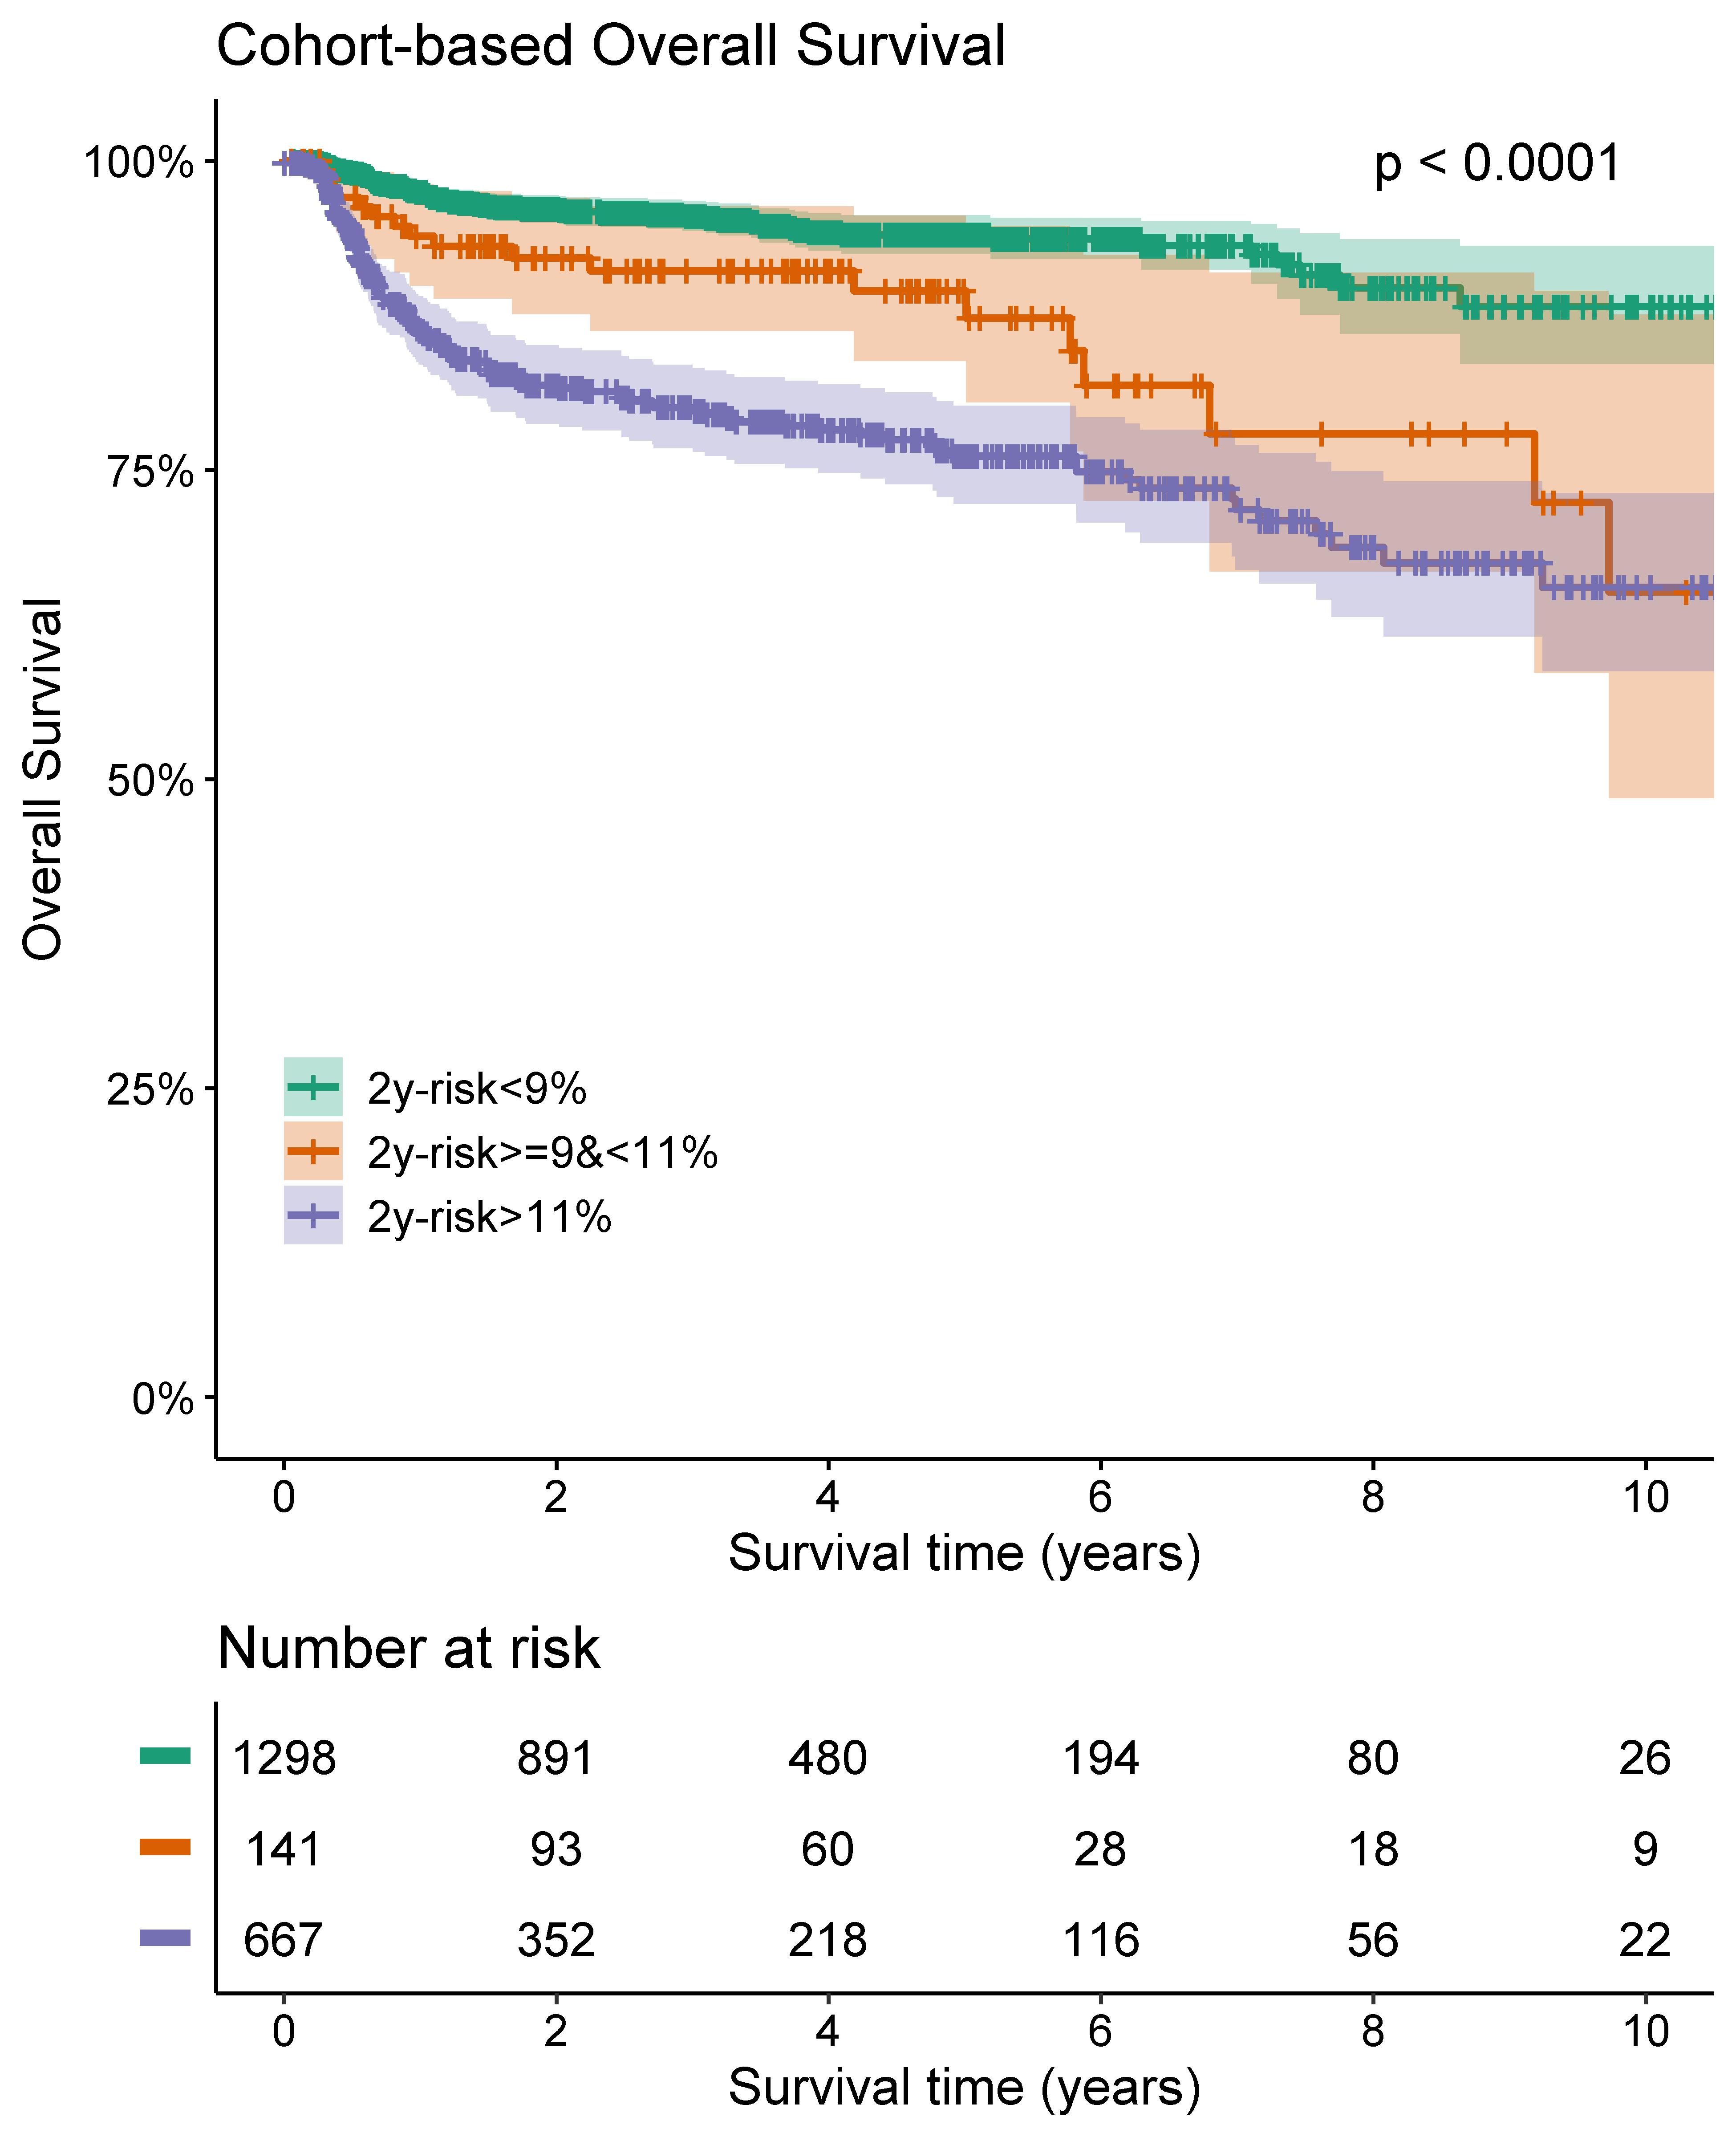 Cohort-based Overall Survival
p < 0.0001
100%
75%
50%
25%
0%
Overall Survival
2y-risk<9%
2y-risk>=9&<11%
2y-risk>11%
0 2 4 6 8 10
Survival time (years)
Number at risk
1298 891 480 194 80 26
141 93 60 28 18 9
667 352 218 116 56 22
0 2 4 6 8 10
Survival time (years)